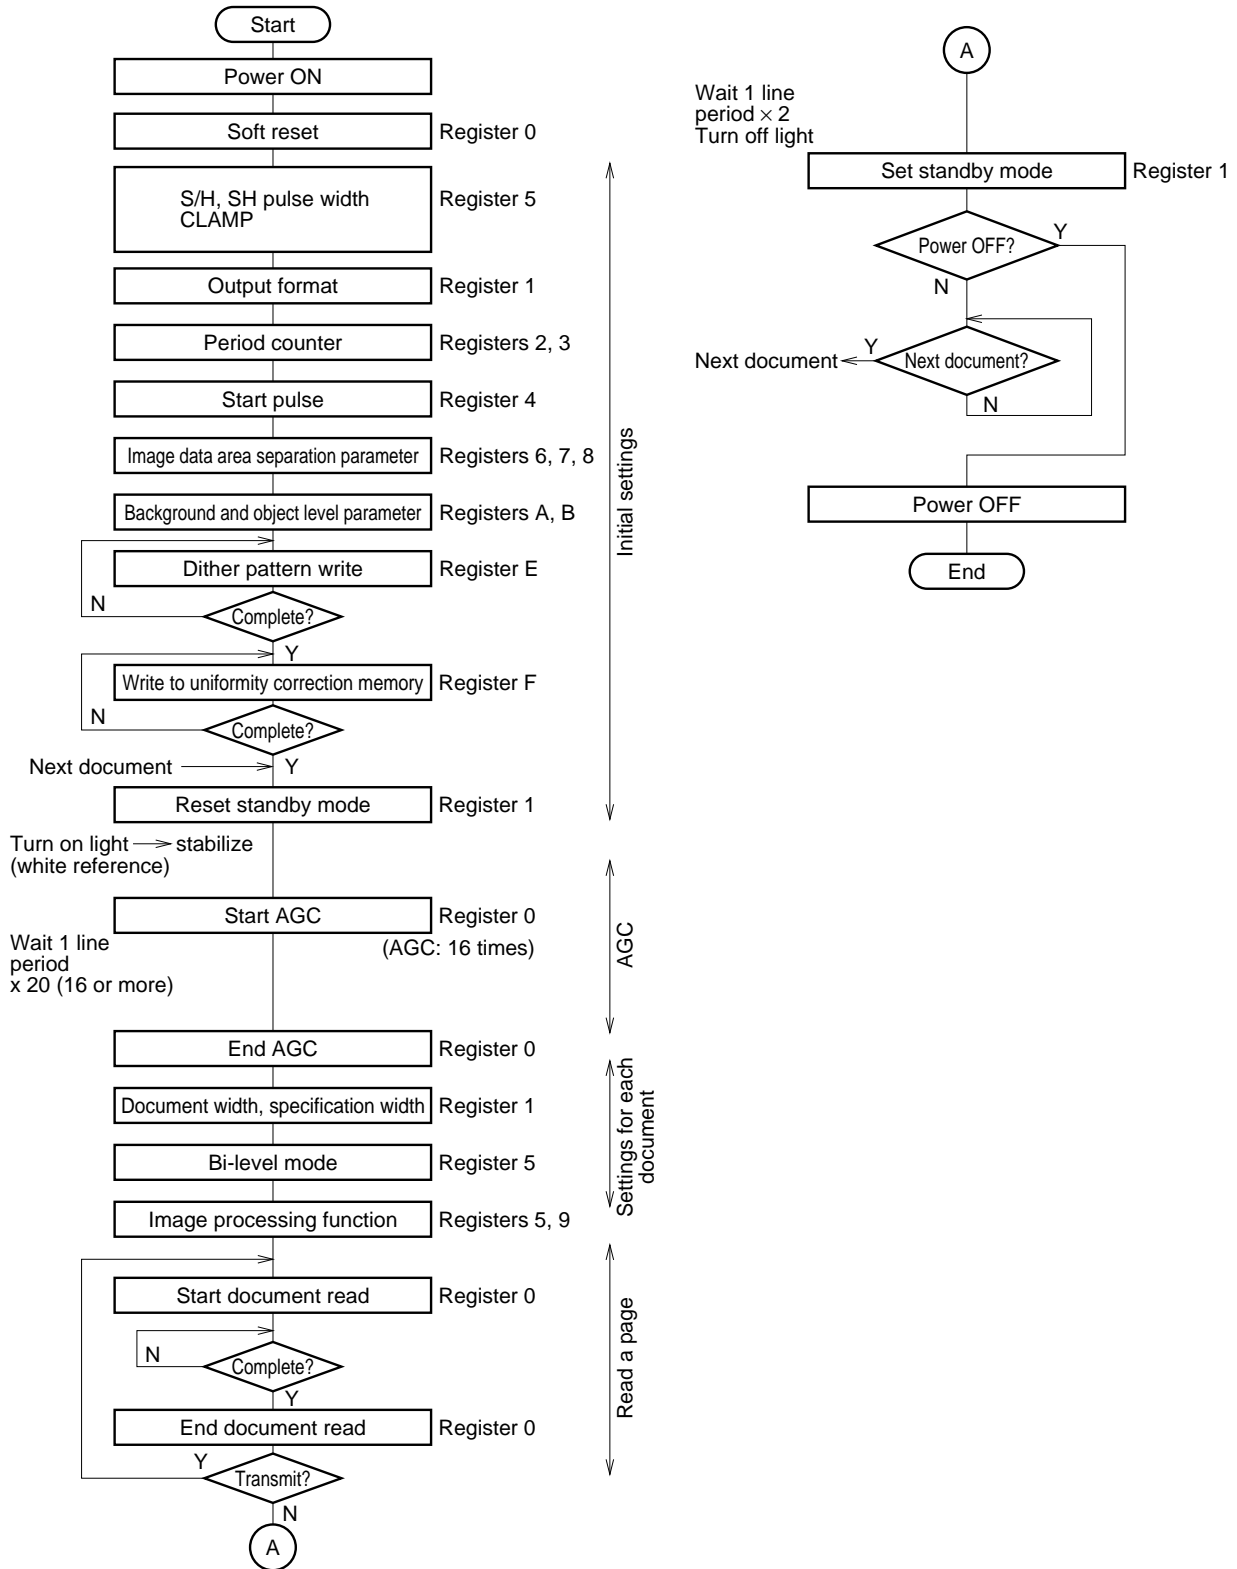 Start
Power ON
Soft reset
Register 0
S/H, SH pulse width
CLAMP
Register 5
Output format
Register 1
Period counter
Registers 2, 3
Start pulse
Register 4
Image data area separation parameter
Registers 6, 7, 8
Background and object level parameter
Registers A, B
Dither pattern write
Register E
N
Complete?
Y
Write to uniformity correction memory
Register F
N
Complete?
Next document
Y
Reset standby mode
Register 1
Initial settings
Turn on light
stabilize
(white reference)
Start AGC
Register 0
(AGC: 16 times)
Wait 1 line
period
x 20 (16 or more)
AGC
End AGC
Register 0
Document width, specification width
Register 1
Bi-level mode
Register 5
Image processing function
Registers 5, 9
Settings for each
document
Start document read
Register 0
N
Complete?
Y
End document read
Register 0
Y
Transmit?
N
Read a page
A
A
Wait 1 line
period × 2
Turn off light
Set standby mode
Register 1
Power OFF?
Y
N
Next document
Y
Next document?
N
Power OFF
End